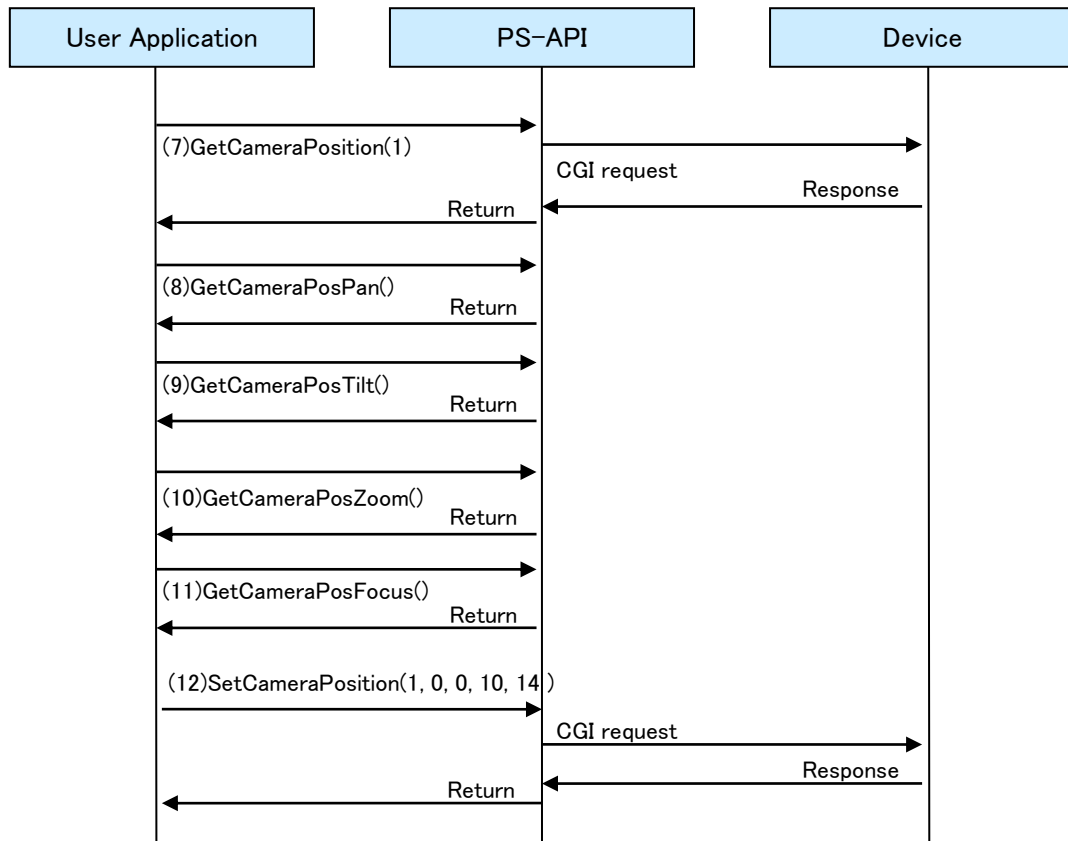 User Application
PS-API
Device
(7)GetCameraPosition(1)
CGI request
Response
Return
(8)GetCameraPosPan()
Return
(9)GetCameraPosTilt()
Return
(10)GetCameraPosZoom()
Return
(11)GetCameraPosFocus()
Return
(12)SetCameraPosition(1, 0, 0, 10, 14 )
CGI request
Response
Return